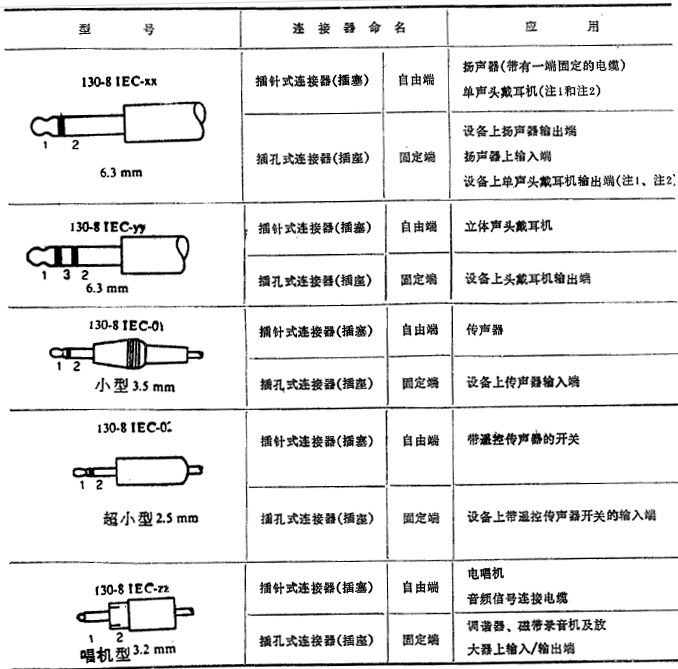 型 号 连 接 器 命 名 应 用
130-8 IEC-xx
1 2
6.3 mm
插针式连接器(插塞) 自由端
扬声器(带有一端固定的电缆)
单声头戴耳机(注1和注2)
插孔式连接器(插座) 固定端
设备上扬声器输出端
扬声器上输入端
设备上单声头戴耳机输出端(注1、注2)
130-8 IEC-yy
1 3 2
6.3 mm
插针式连接器(插塞) 自由端 立体声头戴耳机
插孔式连接器(插座) 固定端 设备上头戴耳机输出端
130-8 IEC-01
1 2
小型 3.5 mm
插针式连接器(插塞) 自由端 传声器
插孔式连接器(插座) 固定端 设备上传声器输入端
130-8 IEC-02
1 2
超小型 2.5 mm
插针式连接器(插塞) 自由端 带遥控传声器的开关
插孔式连接器(插座) 固定端 设备上带遥控传声器开关的输入端
130-8 IEC-zz
1 2
唱机型 3.2 mm
插针式连接器(插塞) 自由端
电唱机
音频信号连接电缆
插孔式连接器(插座) 固定端
调谐器、磁带录音机及放
大器上输入/输出端